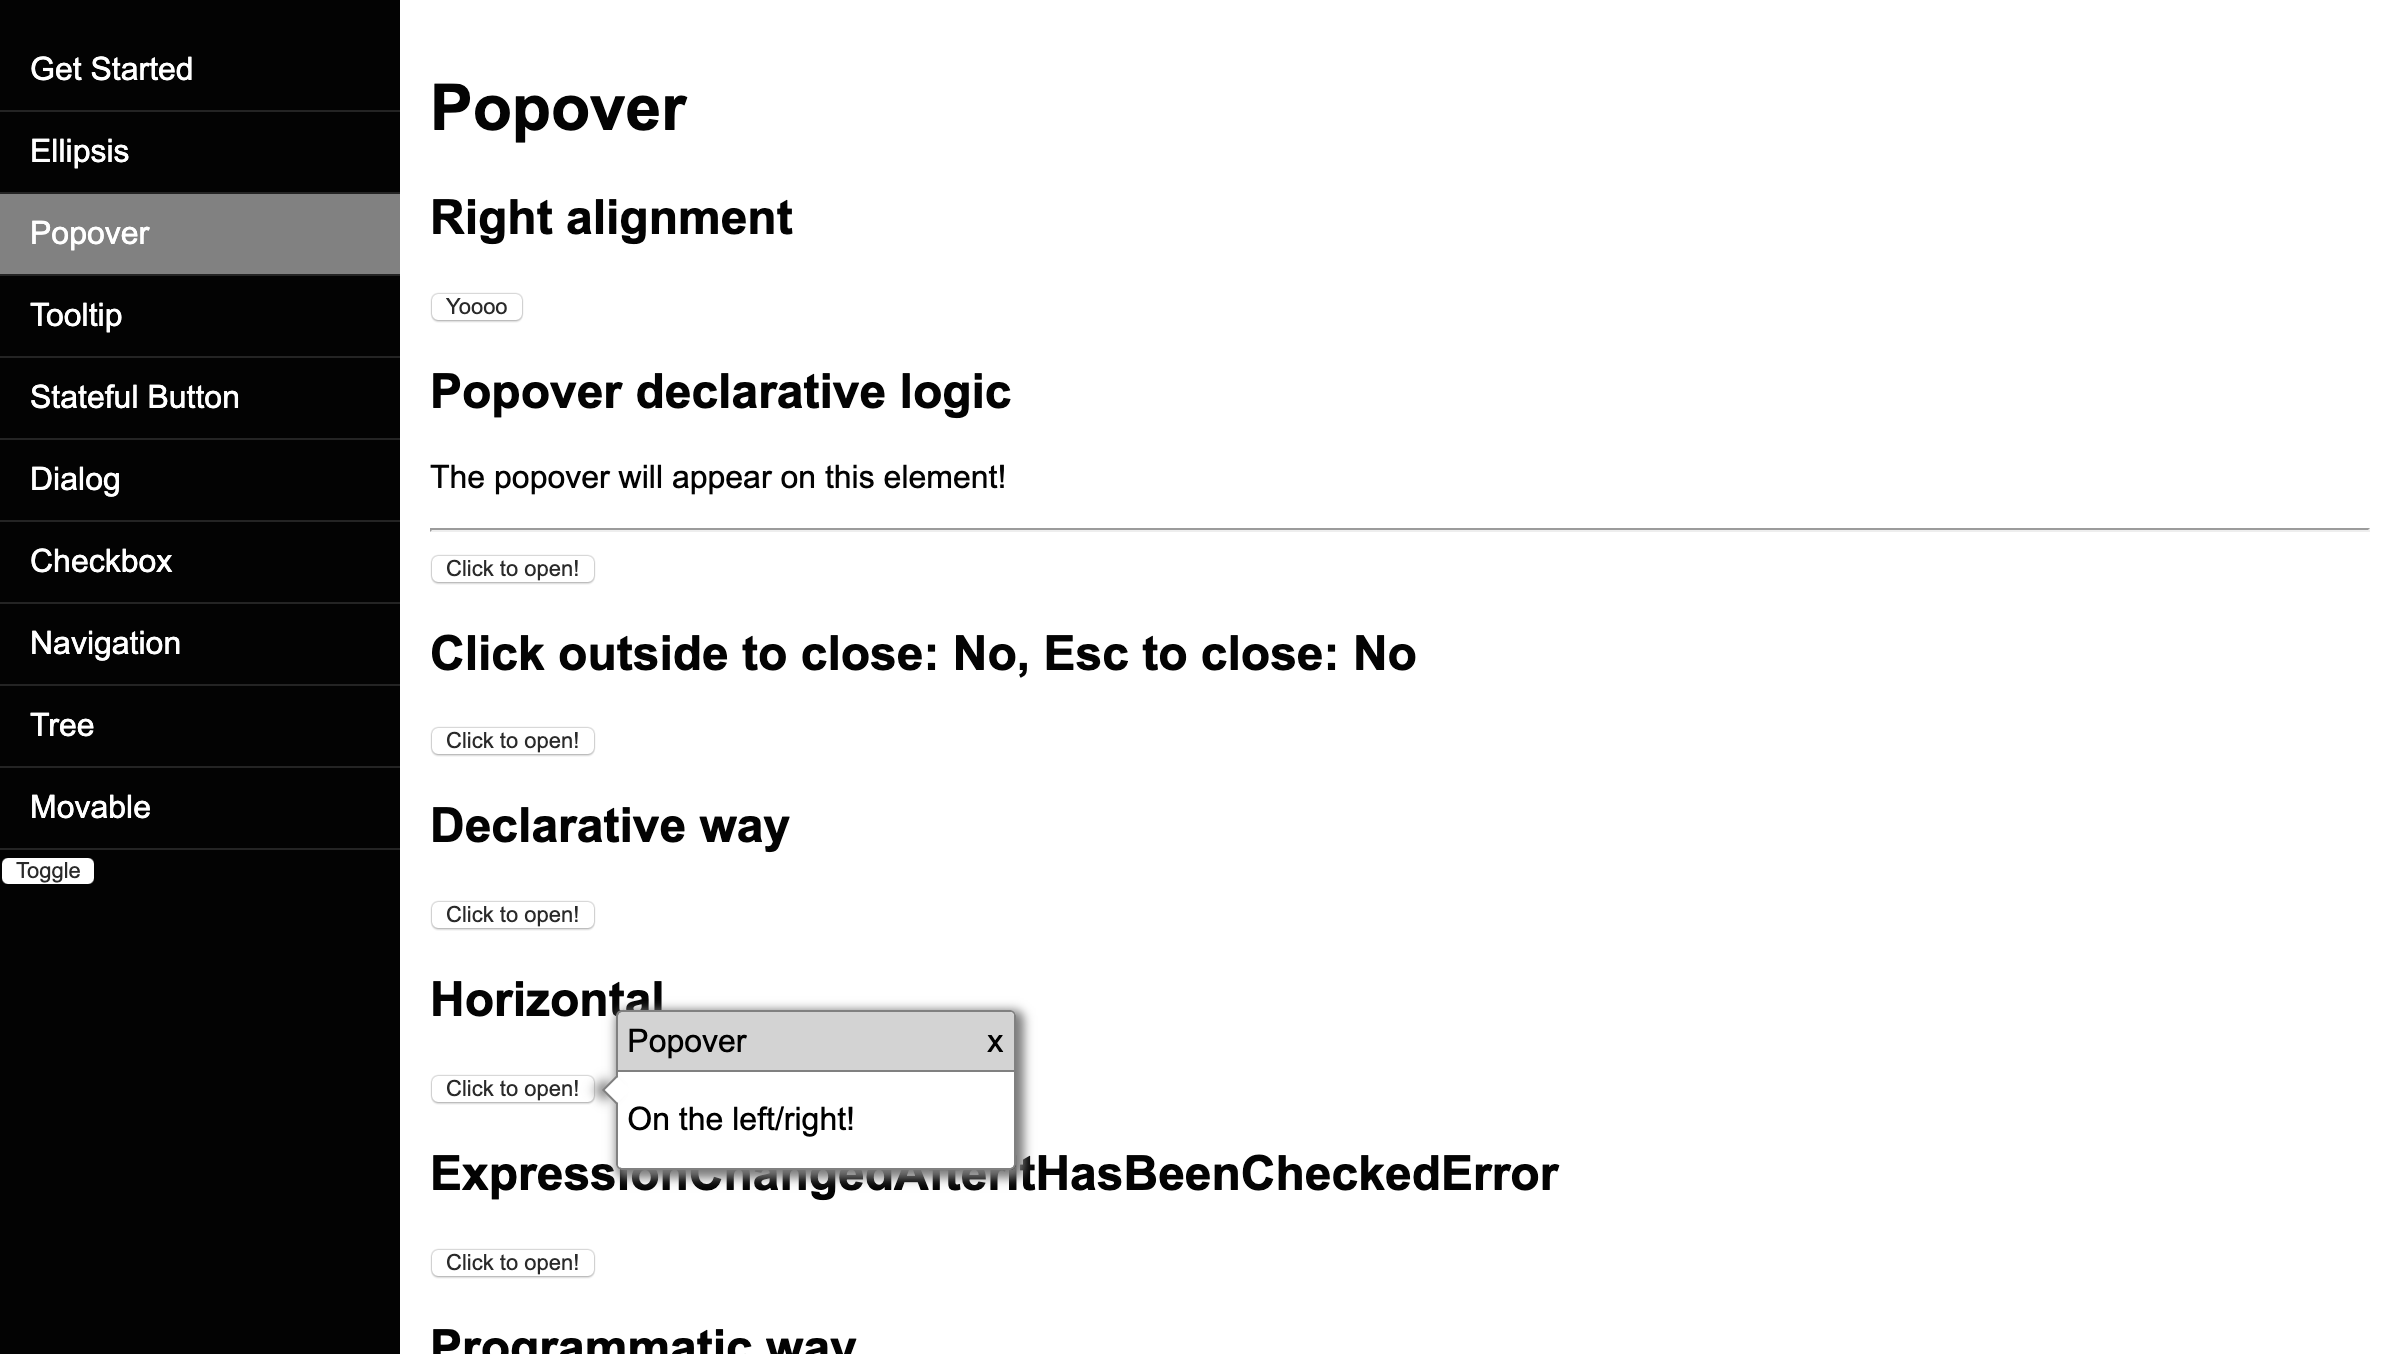 Get Started
Ellipsis
Popover
Tooltip
Stateful Button
Dialog
Checkbox
Navigation
Tree
Movable
Toggle
Popover
Right alignment
Yoooo
Popover declarative logic
The popover will appear on this element!
Click to open!
Click outside to close: No, Esc to close: No
Click to open!
Declarative way
Click to open!
Horizontal
Popover x
Click to open!
On the left/right!
ExpressionChangedAfterItHasBeenCheckedError
Click to open!
Programmatic way